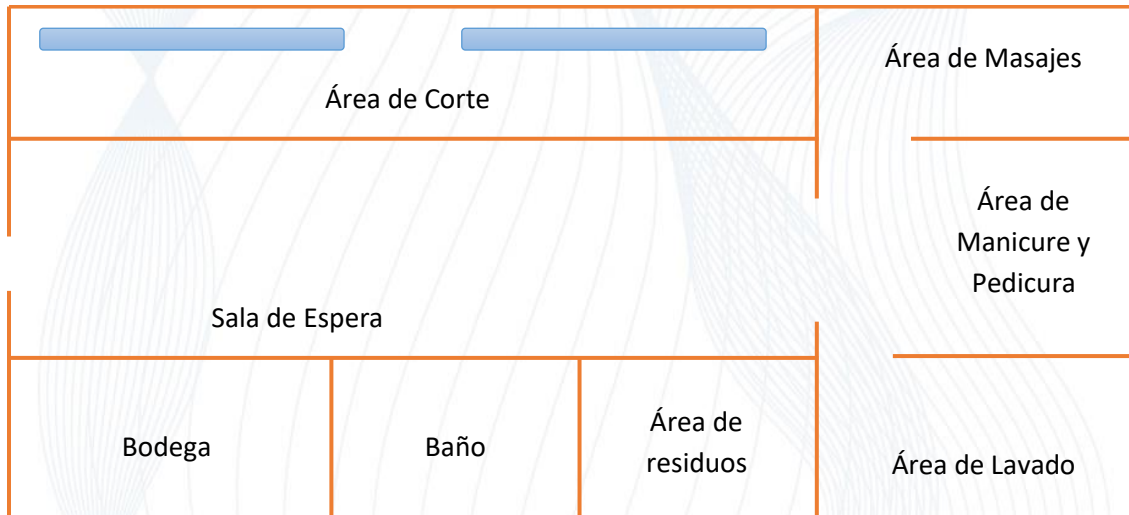 Área de Masajes
Área de Corte
Área de
Manicure y
Pedicura
Sala de Espera
Bodega
Baño
Área de
residuos
Área de Lavado